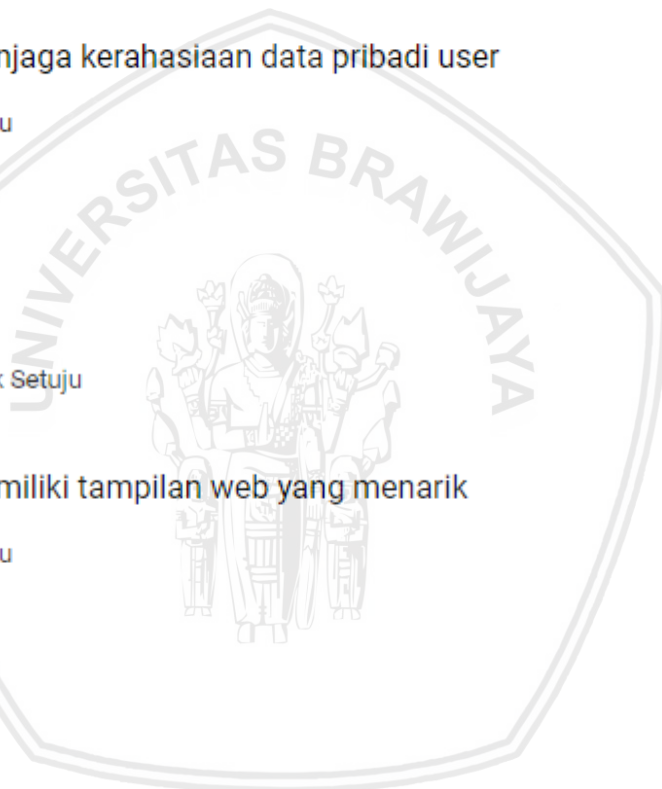 njaga kerahasiaan data pribadi user
u
UNIVERSITAS BRAWIJAYA
k Setuju
miliki tampilan web yang menarik
u